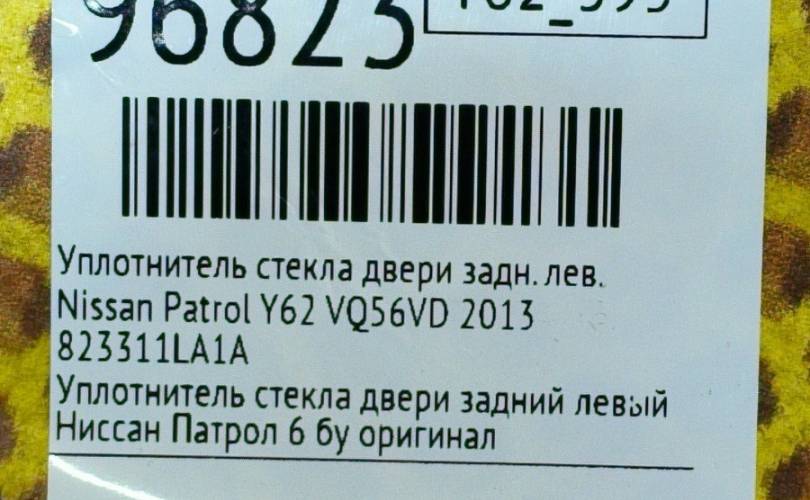 96823
Уплотнитель стекла двери задн. лев.
Nissan Patrol Y62 VQ56VD 2013
823311LA1A
Уплотнитель стекла двери задний левый
Ниссан Патрол 6 бу оригинал